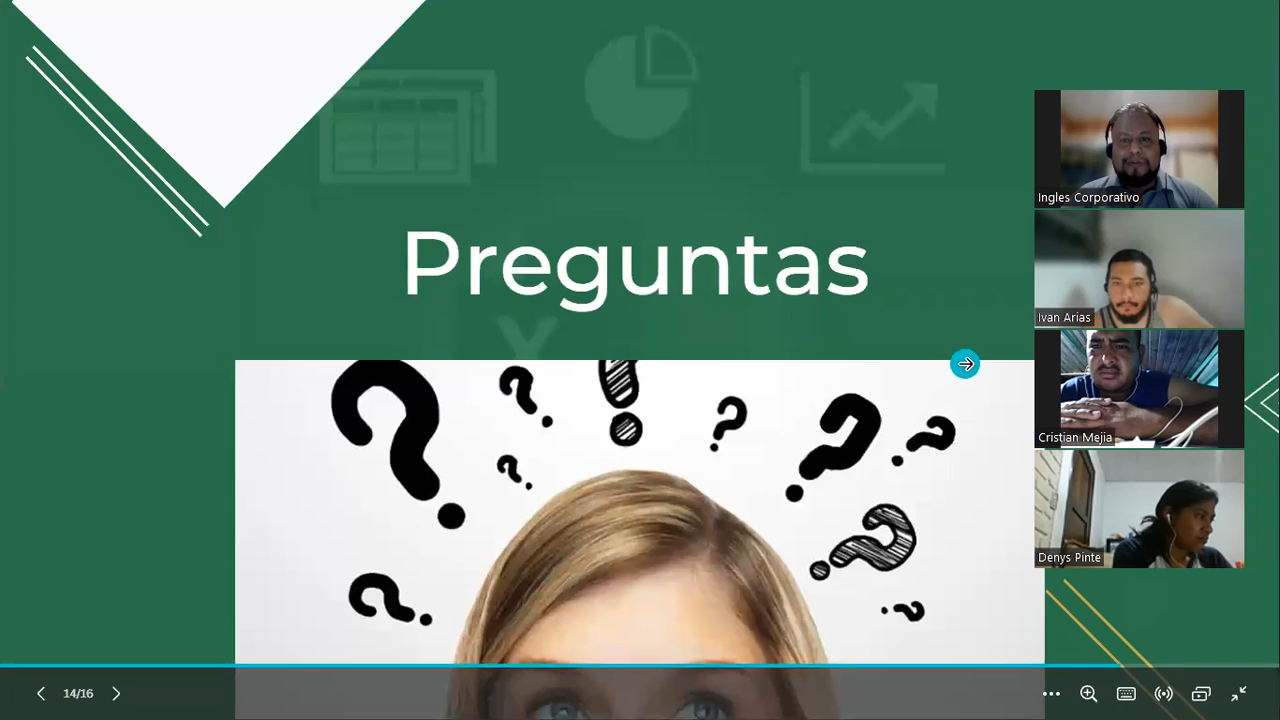 Preguntas
Ingles Corporativo
Ivan Arias
Cristian Mejia
Denys Pinte
14/16